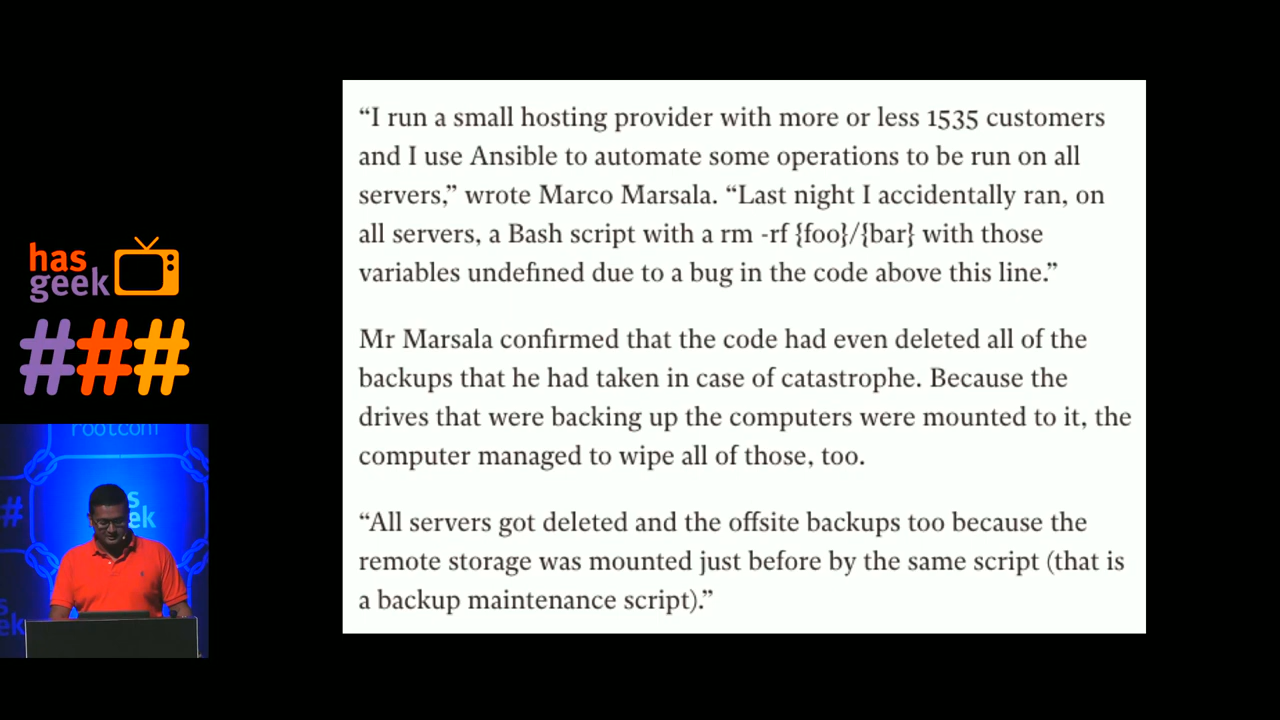 “I run a small hosting provider with more or less 1535 customers
and I use Ansible to automate some operations to be run on all
servers,” wrote Marco Marsala. “Last night I accidentally ran, on
all servers, a Bash script with a rm -rf {foo}/{bar} with those
variables undefined due to a bug in the code above this line.”
Mr Marsala confirmed that the code had even deleted all of the
backups that he had taken in case of catastrophe. Because the
drives that were backing up the computers were mounted to it, the
computer managed to wipe all of those, too.
“All servers got deleted and the offsite backups too because the
remote storage was mounted just before by the same script (that is
a backup maintenance script).”
has
geek
###
rootconf
#